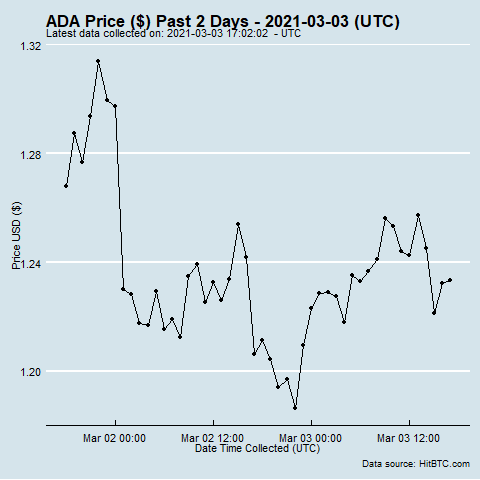 ADA Price ($) Past 2 Days - 2021-03-03 (UTC)
Latest data collected on: 2021-03-03 17:02:02 - UTC
1.32
1.28
1.24
1.20
Price USD ($)
Mar 02 00:00 Mar 02 12:00 Mar 03 00:00 Mar 03 12:00
Date Time Collected (UTC)
Data source: HitBTC.com